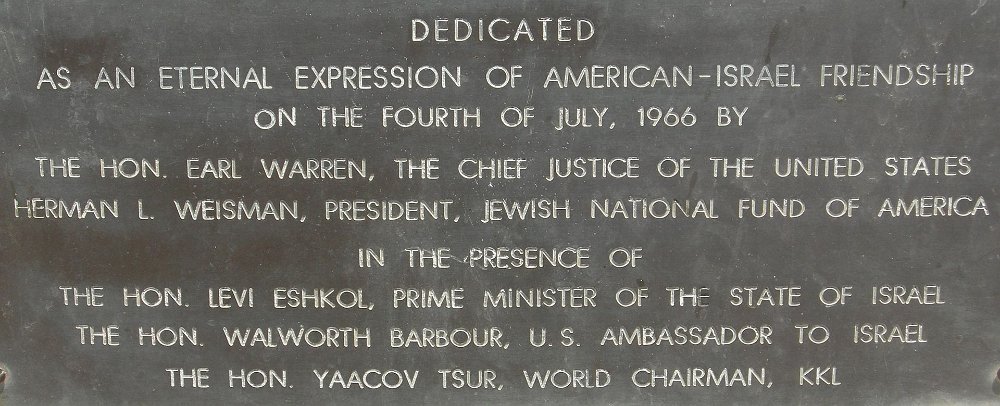 DEDICATED
AS AN ETERNAL EXPRESSION OF AMERICAN-ISRAEL FRIENDSHIP
ON THE FOURTH OF JULY, 1966 BY
THE HON. EARL WARREN, THE CHIEF JUSTICE OF THE UNITED STATES
HERMAN L. WEISMAN, PRESIDENT, JEWISH NATIONAL FUND OF AMERICA
IN THE PRESENCE OF
THE HON. LEVI ESHKOL, PRIME MINISTER OF THE STATE OF ISRAEL
THE HON. WALWORTH BARBOUR, U.S. AMBASSADOR TO ISRAEL
THE HON. YAACOV TSUR, WORLD CHAIRMAN, KKL